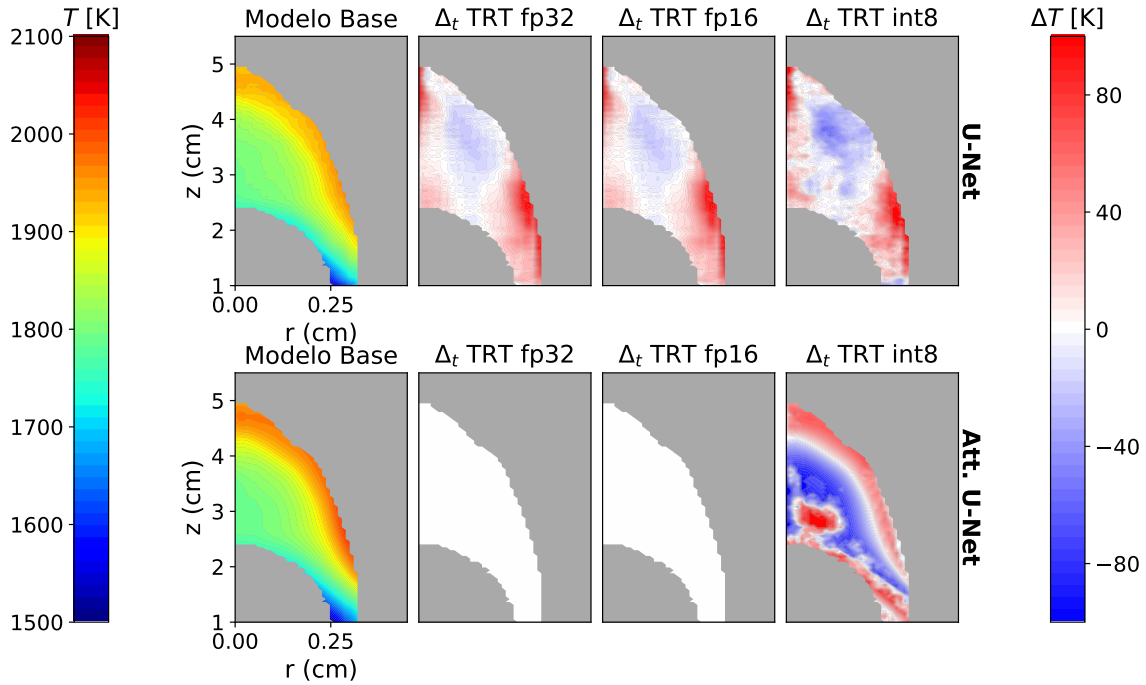 T [K]
Modelo Base
Δt TRT fp32
Δt TRT fp16
Δt TRT int8
ΔT [K]
2100
2000
1900
1800
1700
1600
1500
5
4
3
2
1
z (cm)
0.00
0.25
r (cm)
U-Net
Modelo Base
Δt TRT fp32
Δt TRT fp16
Δt TRT int8
5
4
3
2
1
z (cm)
0.00
0.25
r (cm)
Att. U-Net
80
40
0
−40
−80